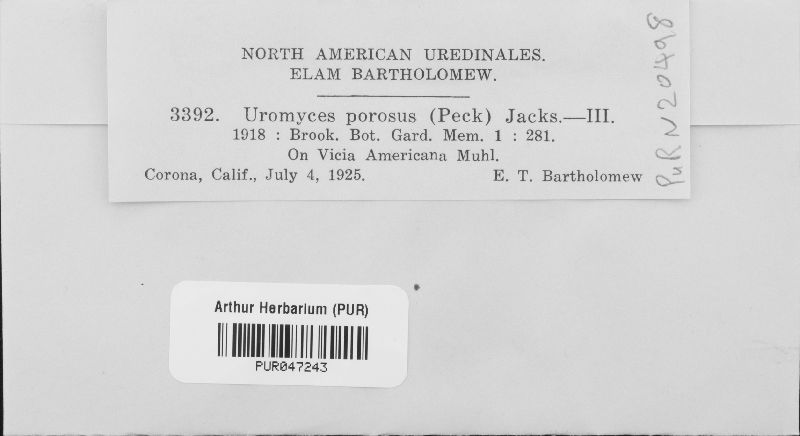 NORTH AMERICAN UREDINALES.
ELAM BARTHOLOMEW.
3392. Uromyces porosus (Peck) Jacks.—III.
1918 : Brook. Bot. Gard. Mem. 1 : 281.
On Vicia Americana Muhl.
Corona, Calif., July 4, 1925. E. T. Bartholomew
PUR N20498
Arthur Herbarium (PUR)
PUR047243